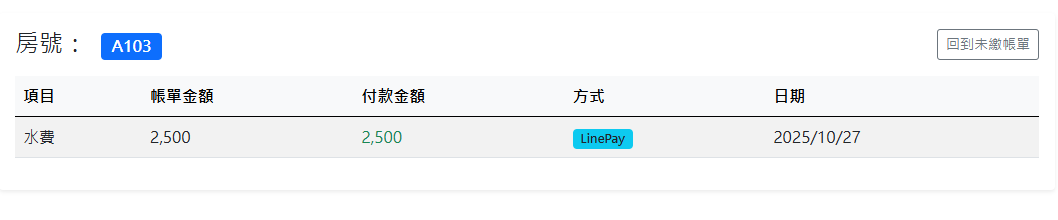 房號： A103 回到未繳帳單
項目 帳單金額 付款金額 方式 日期
水費 2,500 2,500 LinePay 2025/10/27